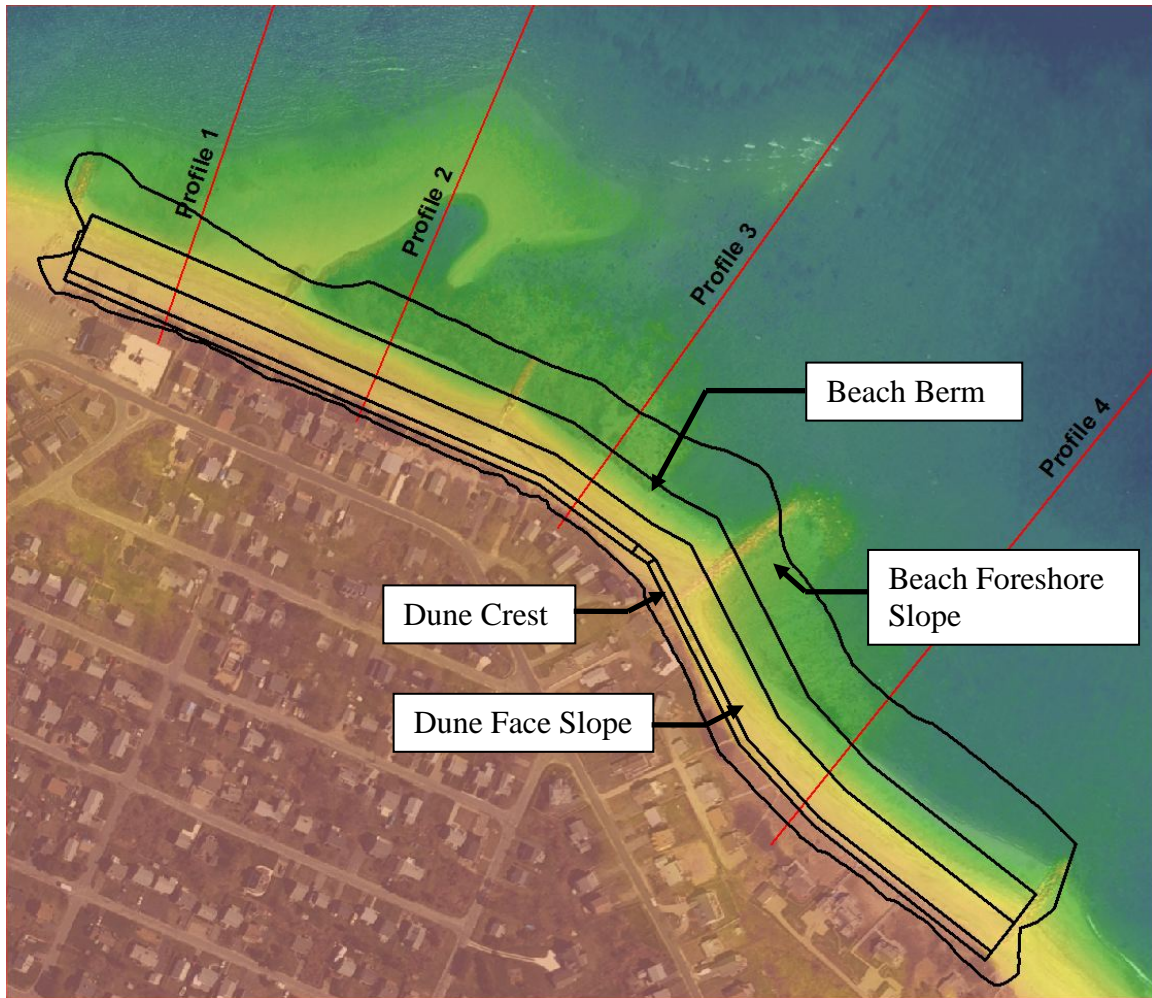 Profile 1
Profile 2
Profile 3
Profile 4
Beach Berm
Beach Foreshore
Slope
Dune Crest
Dune Face Slope